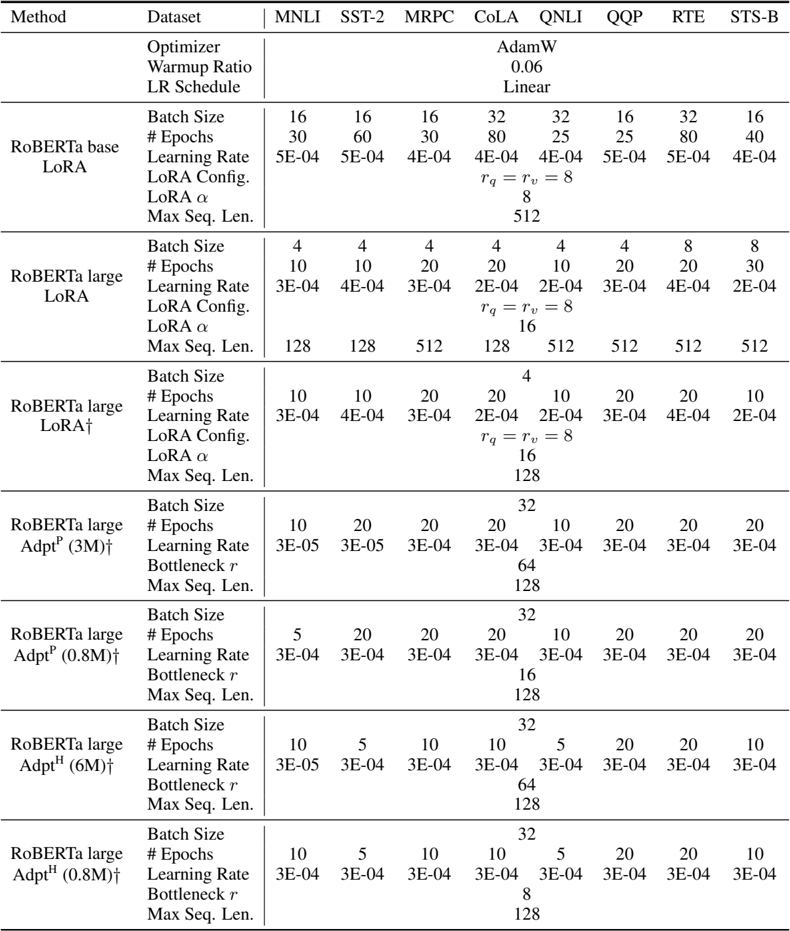 Method Dataset MNLI SST-2 MRPC CoLA QNLI QQP RTE STS-B
Optimizer AdamW
Warmup Ratio 0.06
LR Schedule Linear
RoBERTa base LoRA
Batch Size 16 16 16 32 32 16 32 16
# Epochs 30 60 30 80 25 25 80 40
Learning Rate 5E-04 5E-04 4E-04 4E-04 4E-04 5E-04 5E-04 4E-04
LoRA Config. r_q = r_v = 8
LoRA α 8
Max Seq. Len. 512
RoBERTa large LoRA
Batch Size 4 4 4 4 4 4 8 8
# Epochs 10 10 20 20 10 20 20 30
Learning Rate 3E-04 4E-04 3E-04 2E-04 2E-04 3E-04 4E-04 2E-04
LoRA Config. r_q = r_v = 8
LoRA α 16
Max Seq. Len. 128 128 512 128 512 512 512 512
RoBERTa large LoRA†
Batch Size 4
# Epochs 10 10 20 20 10 20 20 10
Learning Rate 3E-04 4E-04 3E-04 2E-04 2E-04 3E-04 4E-04 2E-04
LoRA Config. r_q = r_v = 8
LoRA α 16
Max Seq. Len. 128
RoBERTa large Adpt^P (3M)†
Batch Size 32
# Epochs 10 20 20 20 10 20 20 20
Learning Rate 3E-05 3E-05 3E-04 3E-04 3E-04 3E-04 3E-04 3E-04
Bottleneck r 64
Max Seq. Len. 128
RoBERTa large Adpt^P (0.8M)†
Batch Size 32
# Epochs 5 20 20 20 10 20 20 20
Learning Rate 3E-04 3E-04 3E-04 3E-04 3E-04 3E-04 3E-04 3E-04
Bottleneck r 16
Max Seq. Len. 128
RoBERTa large Adpt^H (6M)†
Batch Size 32
# Epochs 10 5 10 10 5 20 20 10
Learning Rate 3E-05 3E-04 3E-04 3E-04 3E-04 3E-04 3E-04 3E-04
Bottleneck r 64
Max Seq. Len. 128
RoBERTa large Adpt^H (0.8M)†
Batch Size 32
# Epochs 10 5 10 10 5 20 20 10
Learning Rate 3E-04 3E-04 3E-04 3E-04 3E-04 3E-04 3E-04 3E-04
Bottleneck r 8
Max Seq. Len. 128